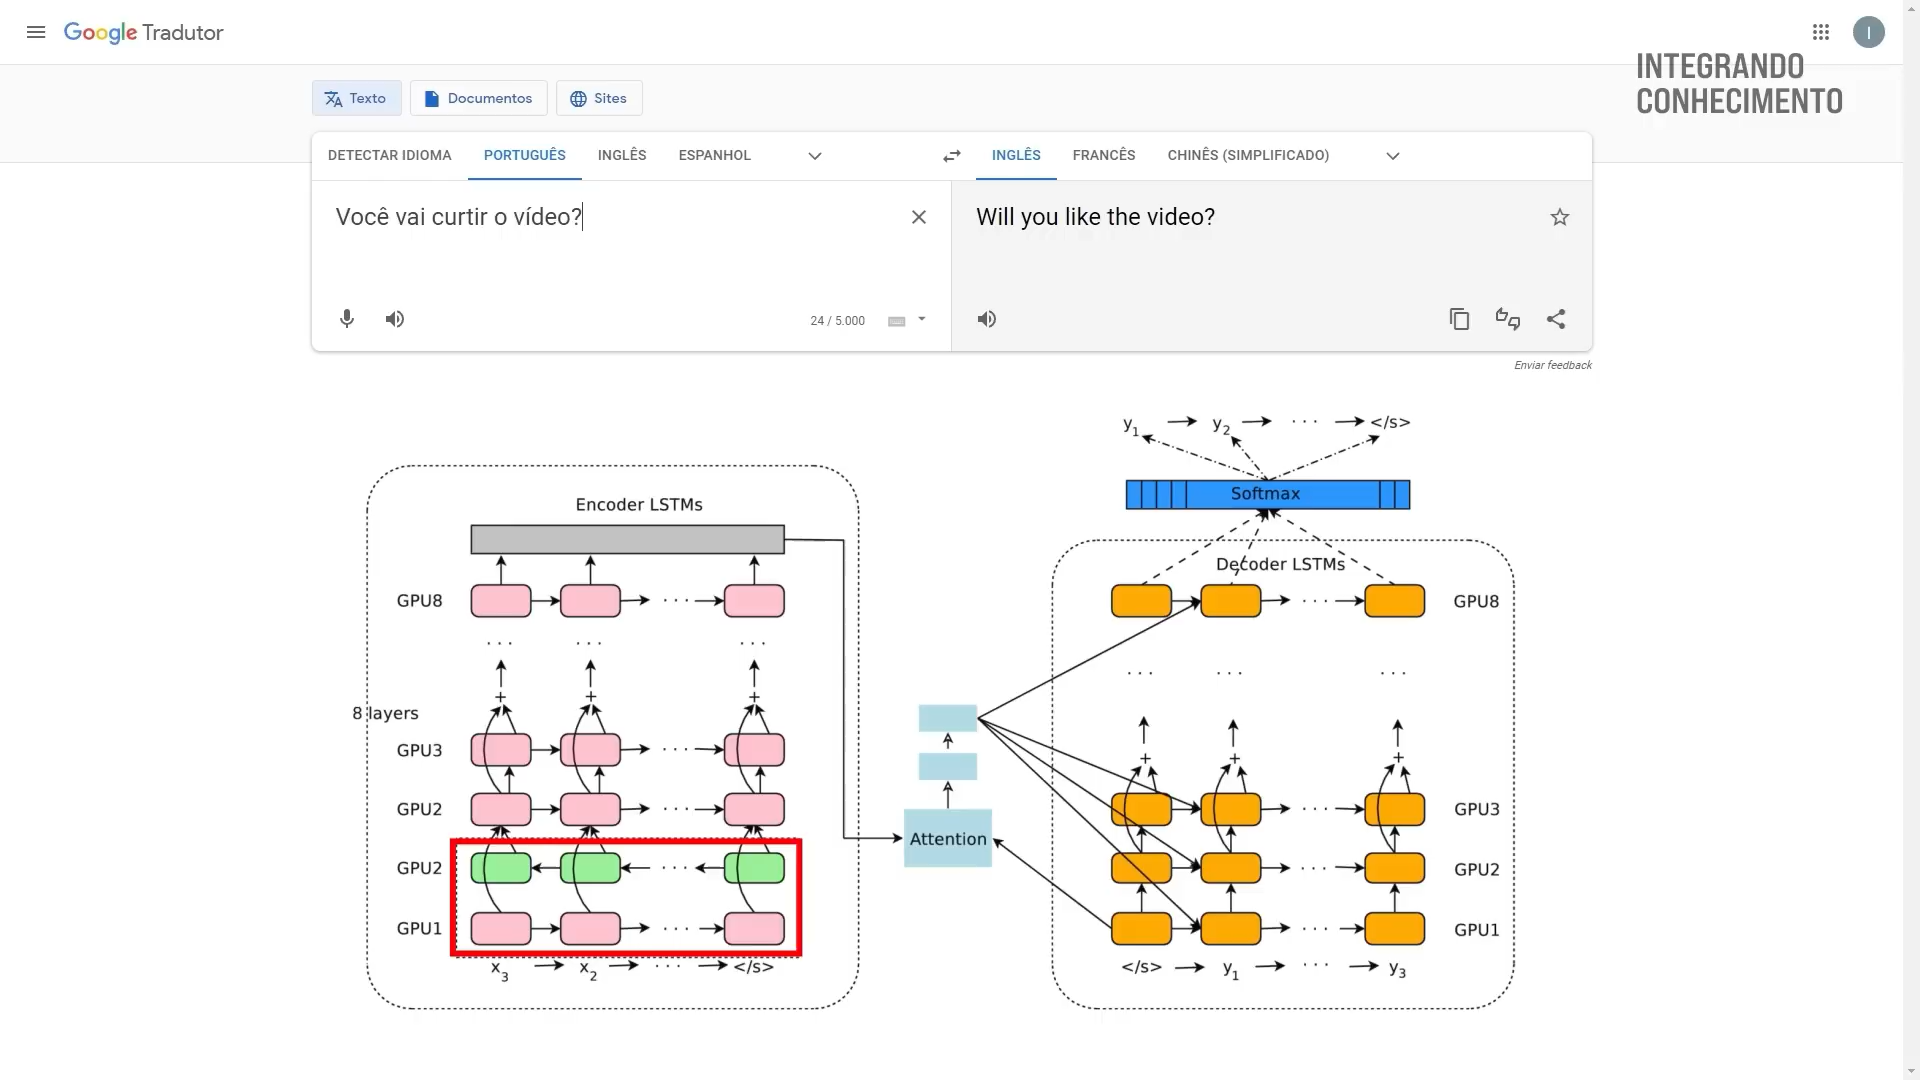 Google Tradutor
I
INTEGRANDO
CONHECIMENTO
Texto
Documentos
Sites
DETECTAR IDIOMA
PORTUGUÊS
INGLÊS
ESPANHOL
INGLÊS
FRANCÊS
CHINÊS (SIMPLIFICADO)
Você vai curtir o vídeo?
Will you like the video?
24 / 5.000
Enviar feedback
y1 y2 ... </s>
Softmax
Encoder LSTMs
Decoder LSTMs
GPU8 ...
... GPU8
... ... ...
... ... ...
+ + +
8 layers
GPU3 ...
+ + +
GPU2 ...
... GPU3
Attention
GPU2 ...
... GPU2
GPU1 ...
... GPU1
x3 x2 ... </s>
</s> y1 ... y3